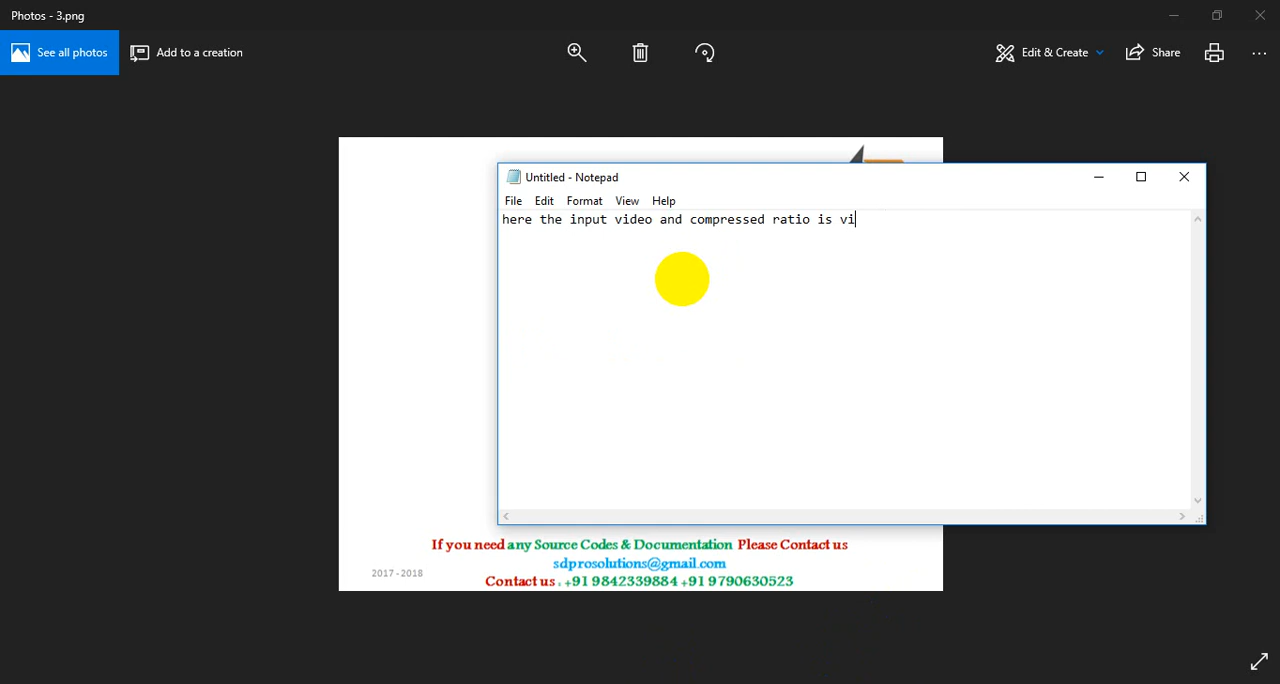 Photos - 3.png
See all photos
Add to a creation
Edit & Create
Share
Untitled - Notepad
File Edit Format View Help
here the input video and compressed ratio is vi
If you need any Source Codes & Documentation Please Contact us
sdprosolutions@gmail.com
2017 - 2018
Contact us : +91 9842339884 +91 9790630523